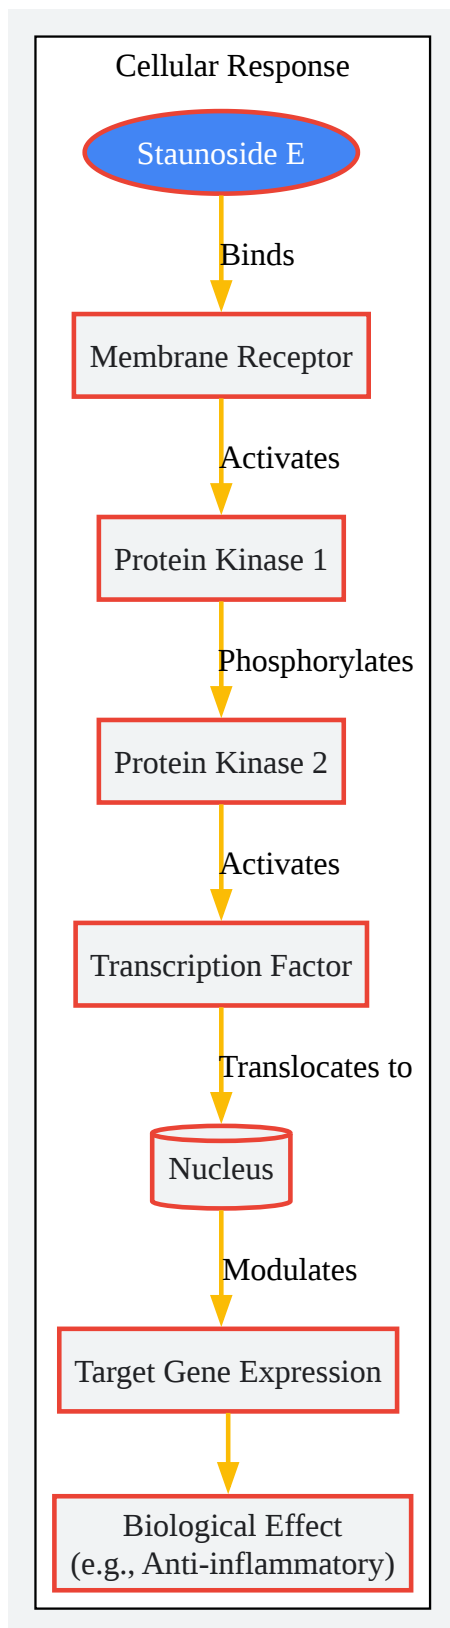 Cellular Response
Staunoside E
Binds
Membrane Receptor
Activates
Protein Kinase 1
Phosphorylates
Protein Kinase 2
Activates
Transcription Factor
Translocates to
Nucleus
Modulates
Target Gene Expression
Biological Effect
(e.g., Anti-inflammatory)